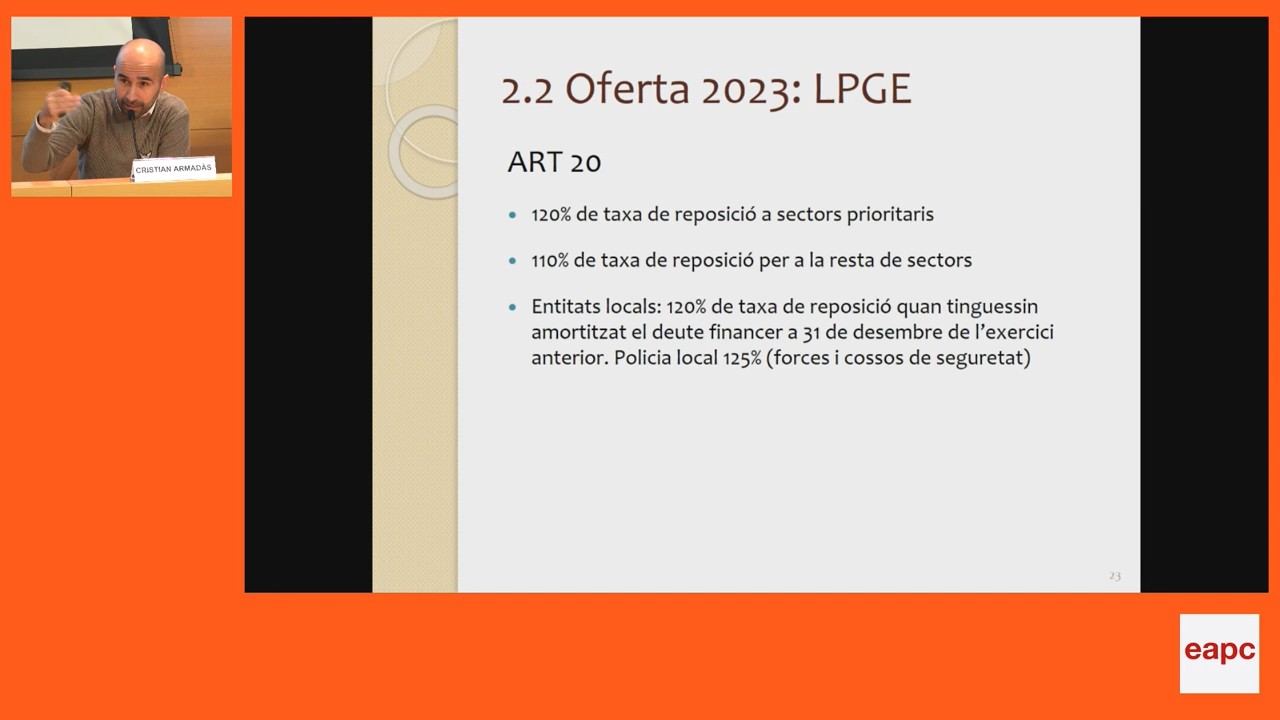 CRISTIAN ARMADÀS
2.2 Oferta 2023: LPGE
ART 20
• 120% de taxa de reposició a sectors prioritaris
• 110% de taxa de reposició per a la resta de sectors
• Entitats locals: 120% de taxa de reposició quan tinguessin
amortitzat el deute financer a 31 de desembre de l’exercici
anterior. Policia local 125% (forces i cossos de seguretat)
23
eapc